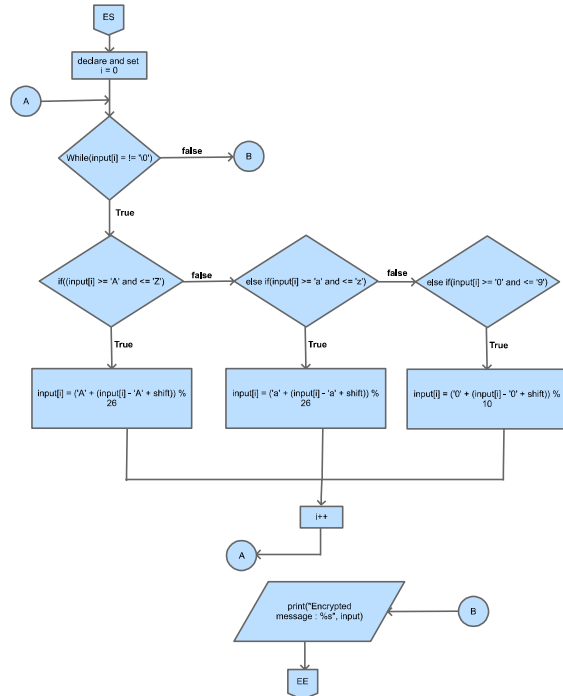 ES
declare and set
i = 0
A
While(input[i] = != '\0')
false
B
True
if((input[i] >= 'A' and <= 'Z')
false
else if(input[i] >= 'a' and <= 'z')
false
else if(input[i] >= '0' and <= '9')
True
True
True
input[i] = ('A' + (input[i] - 'A' + shift)) %
26
input[i] = ('a' + (input[i] - 'a' + shift)) %
26
input[i] = ('0' + (input[i] - '0' + shift)) %
10
i++
A
print("Encrypted
message : %s", input)
B
EE